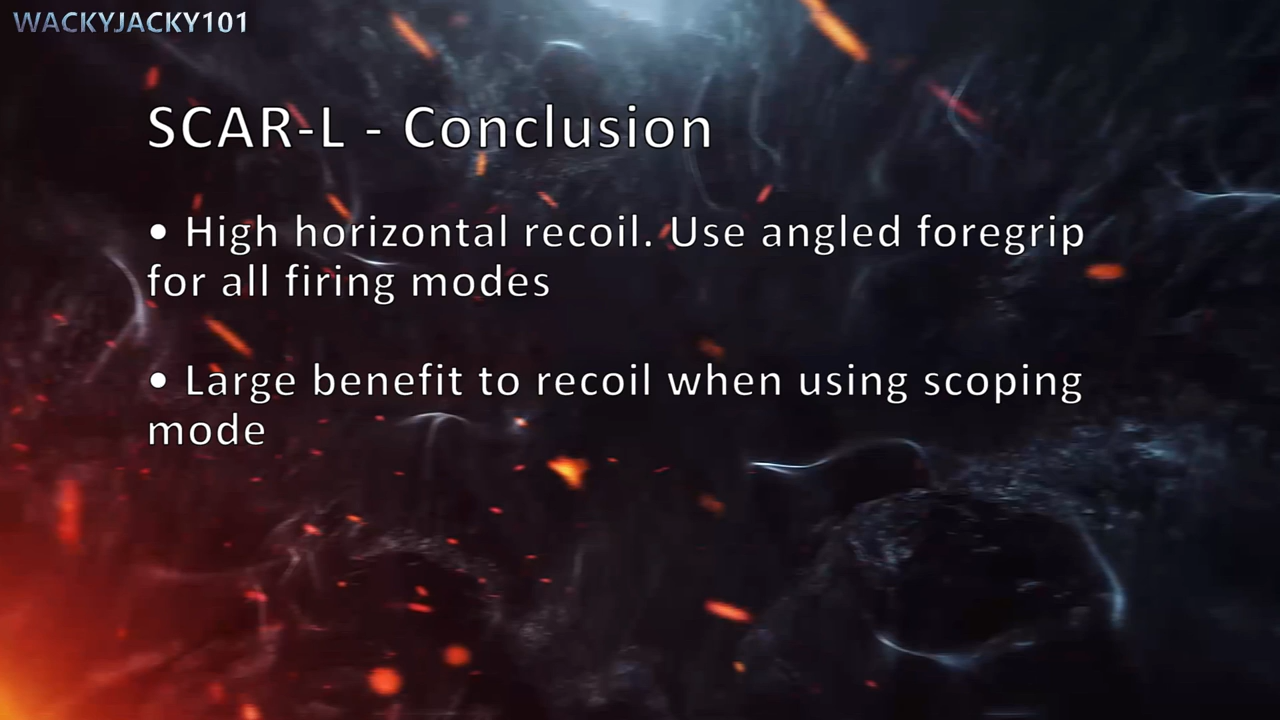 WACKYJACKY101
SCAR-L - Conclusion
• High horizontal recoil. Use angled foregrip
for all firing modes
• Large benefit to recoil when using scoping
mode